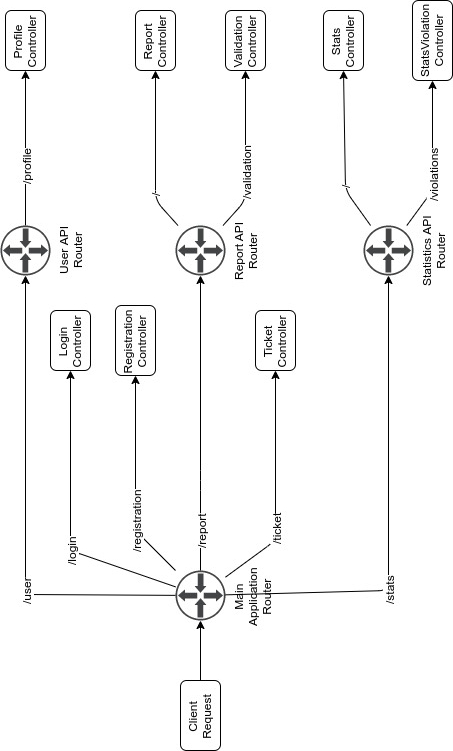 Client
Request
Main
Application
Router
/user
/login
/registration
/report
/ticket
/stats
Login
Controller
Registration
Controller
Ticket
Controller
User API
Router
Report API
Router
Statistics API
Router
/profile
/
/validation
/
/violations
Profile
Controller
Report
Controller
Validation
Controller
Stats
Controller
StatsViolation
Controller